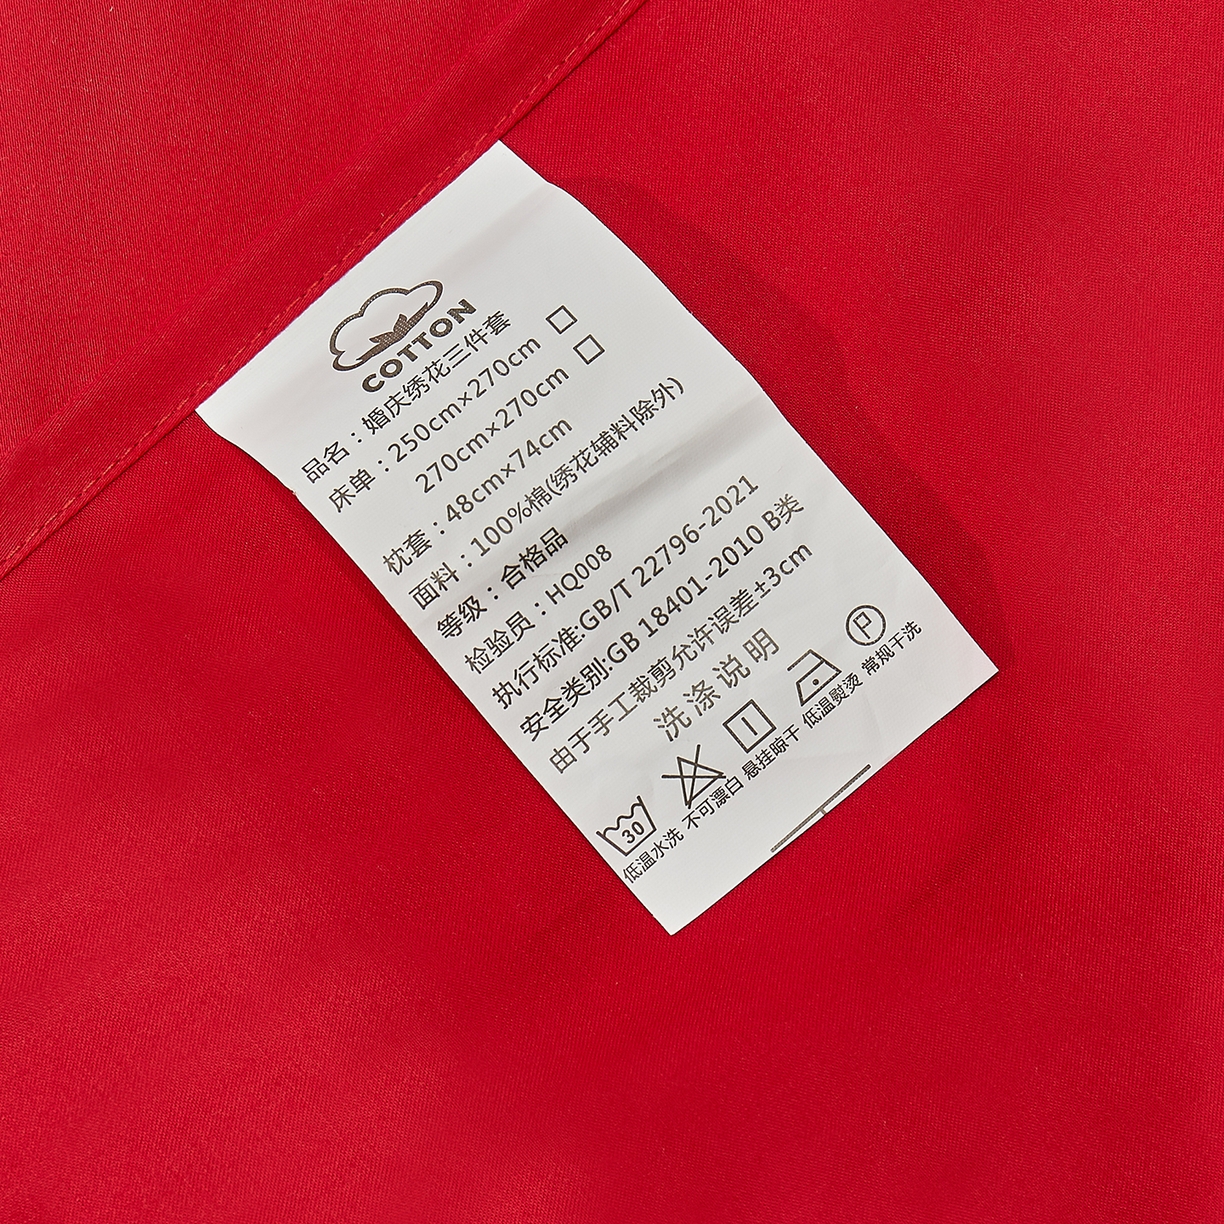 COTTON
品名：婚庆绣花三件套
床单：250cm×270cm □
270cm×270cm □
枕套：48cm×74cm
面料：100%棉(绣花辅料除外)
等级：合格品
检验员：HQ008
执行标准:GB/T 22796-2021
安全类别:GB 18401-2010 B类
由于手工裁剪允许误差±3cm
洗涤说明
30
P
低温水洗 不可漂白 悬挂晾干 低温熨烫 常规干洗